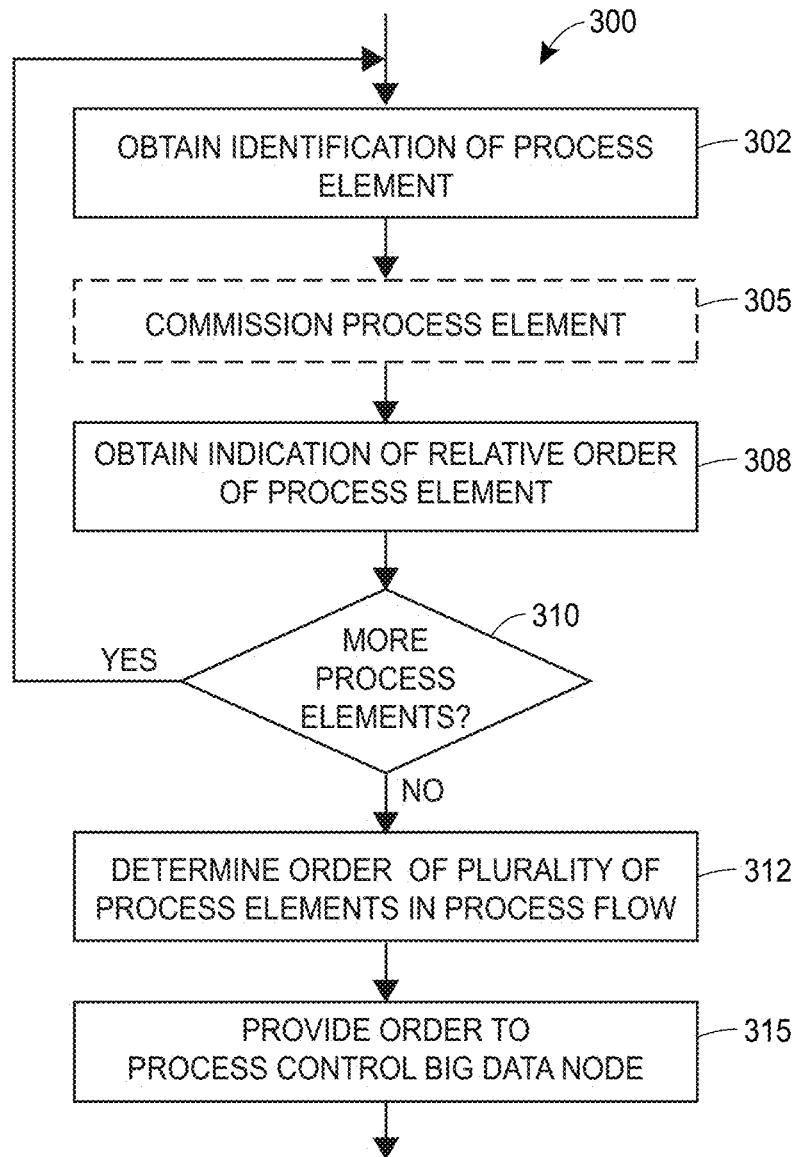 300
OBTAIN IDENTIFICATION OF PROCESS
ELEMENT
302
COMMISSION PROCESS ELEMENT
305
OBTAIN INDICATION OF RELATIVE ORDER
OF PROCESS ELEMENT
308
310
MORE
PROCESS
ELEMENTS?
YES
NO
DETERMINE ORDER OF PLURALITY OF
PROCESS ELEMENTS IN PROCESS FLOW
312
PROVIDE ORDER TO
PROCESS CONTROL BIG DATA NODE
315